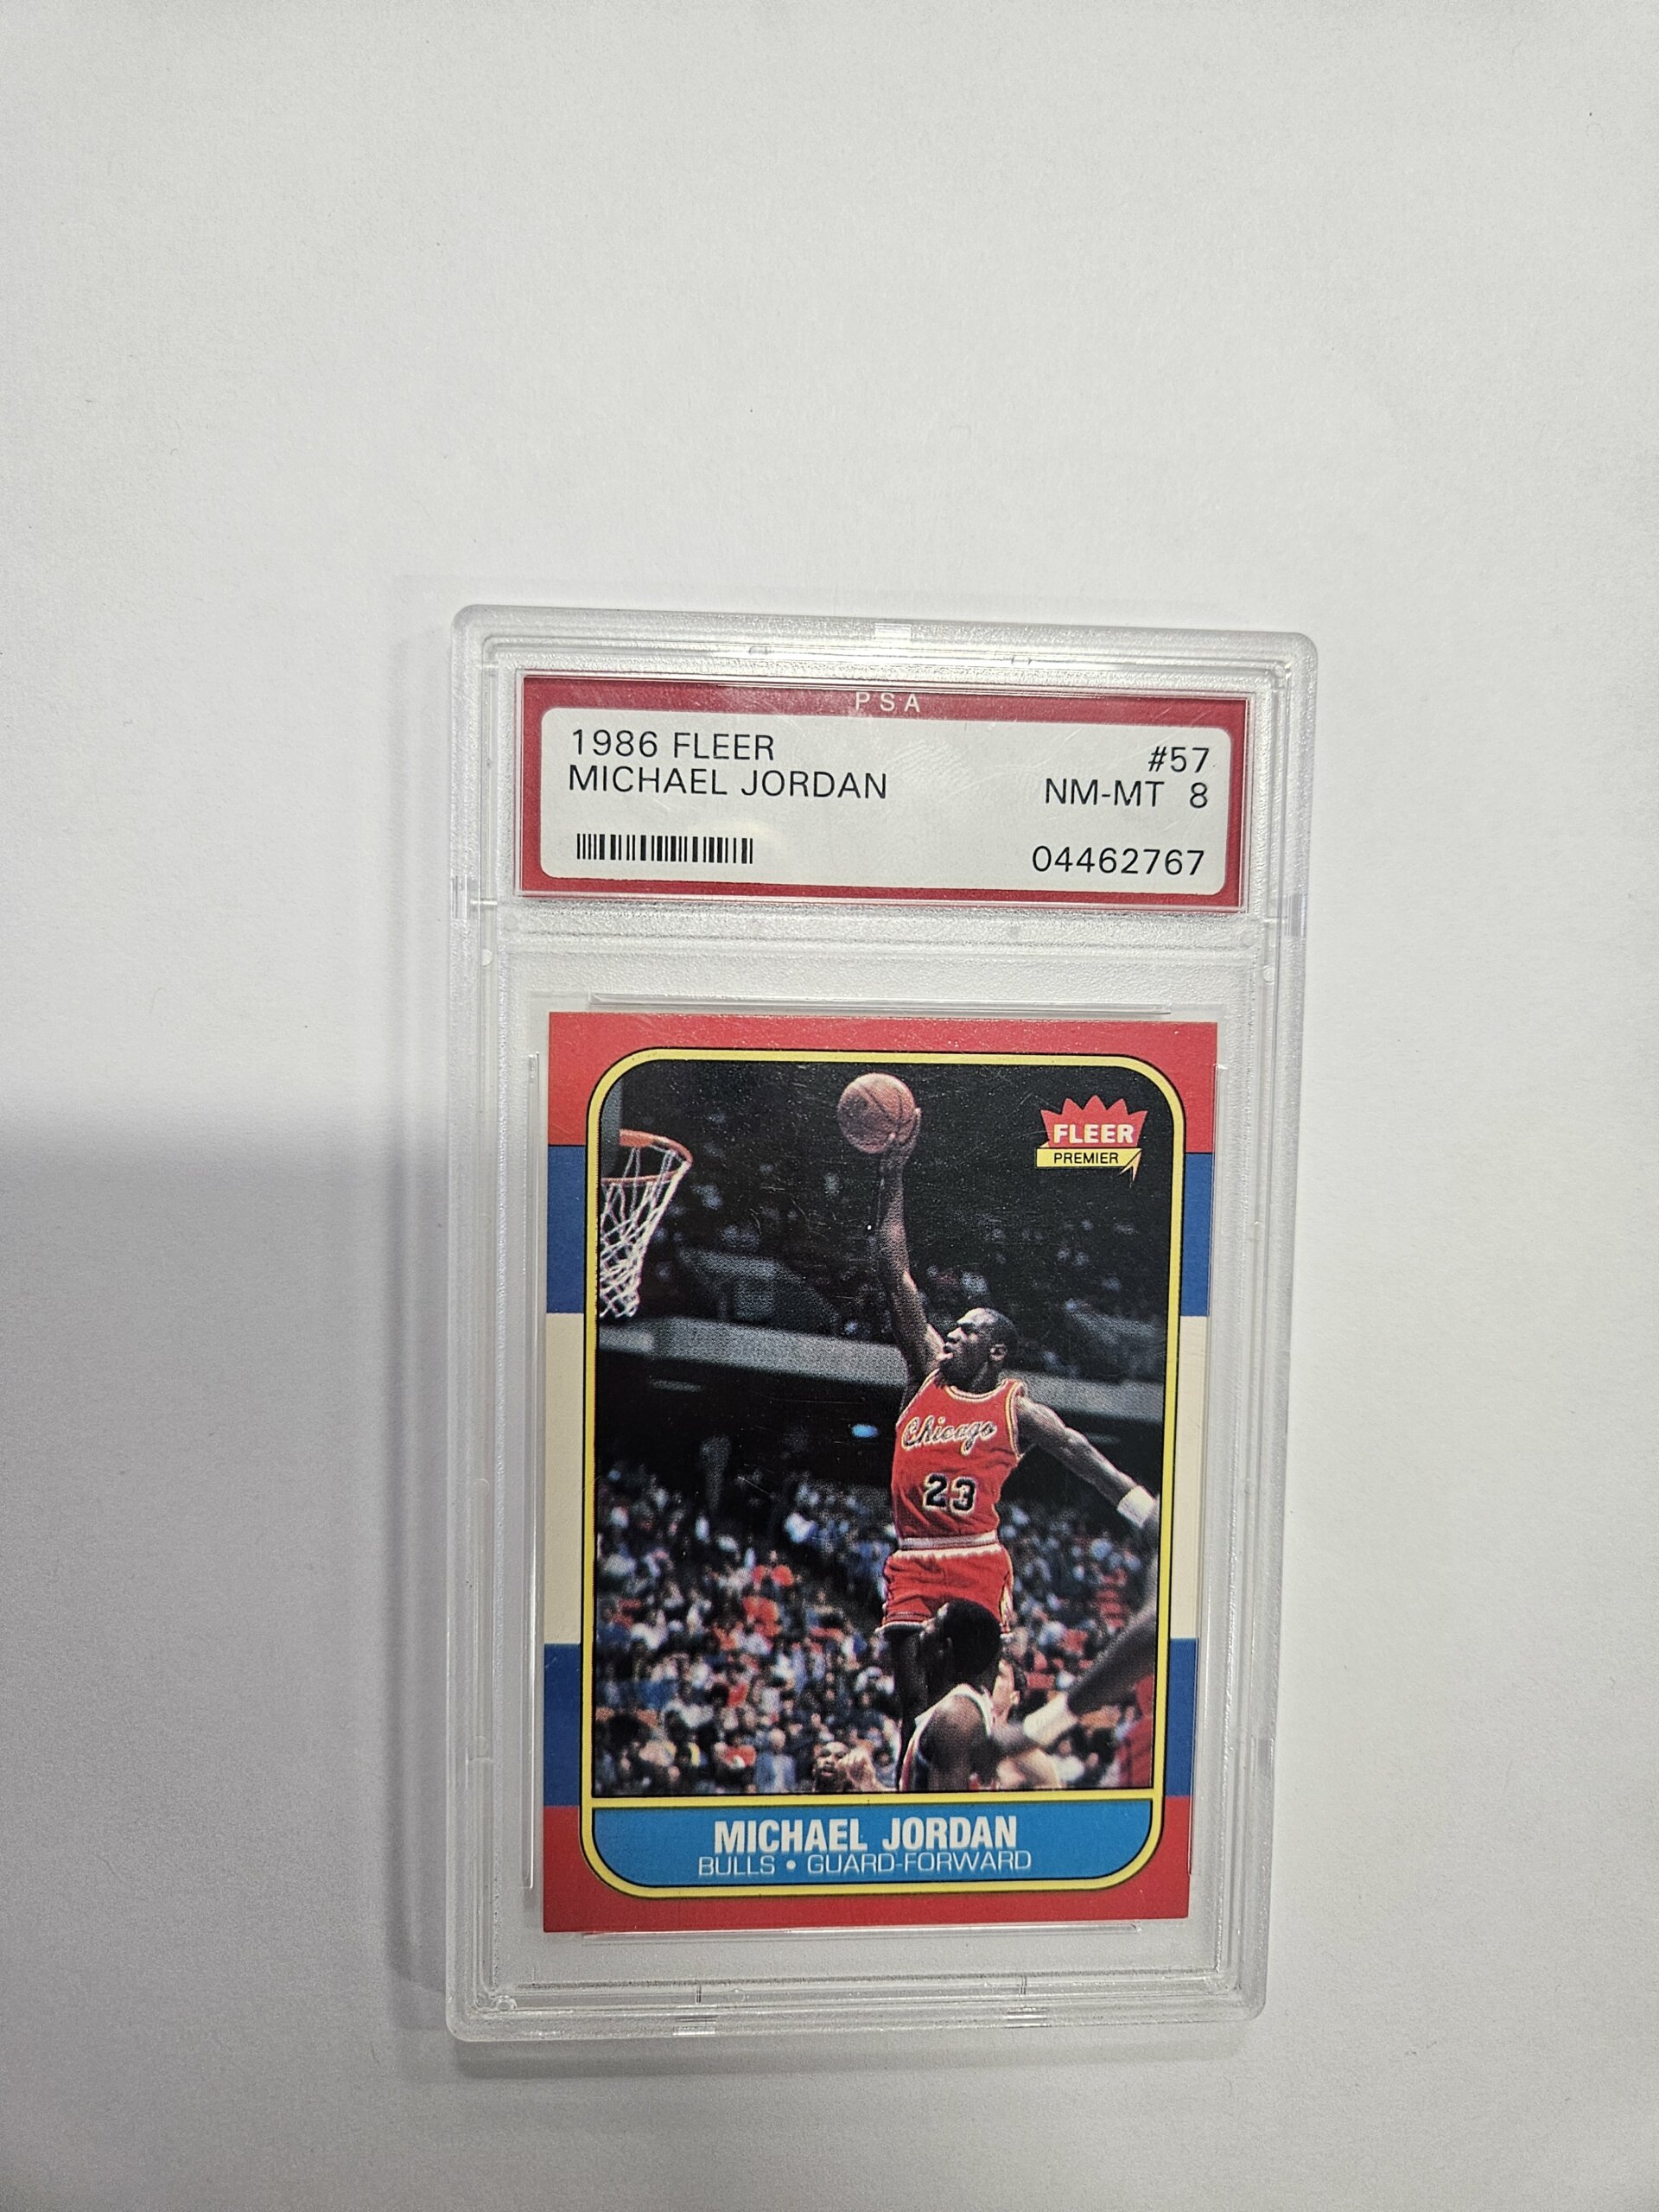 PSA
1986 FLEER #57
MICHAEL JORDAN NM-MT 8
04462767
FLEER
PREMIER
Chicago
23
MICHAEL JORDAN
BULLS • GUARD-FORWARD